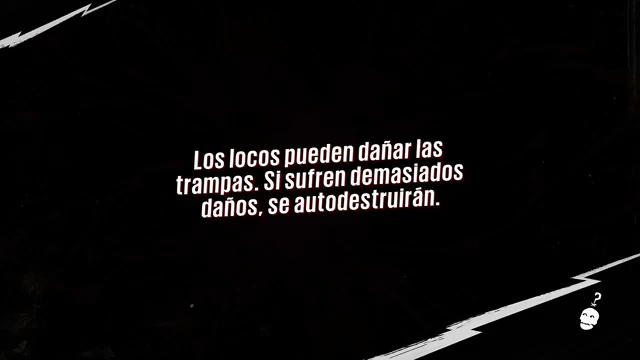 Los locos pueden dañar las
trampas. Si sufren demasiados
daños, se autodestruirán.
?